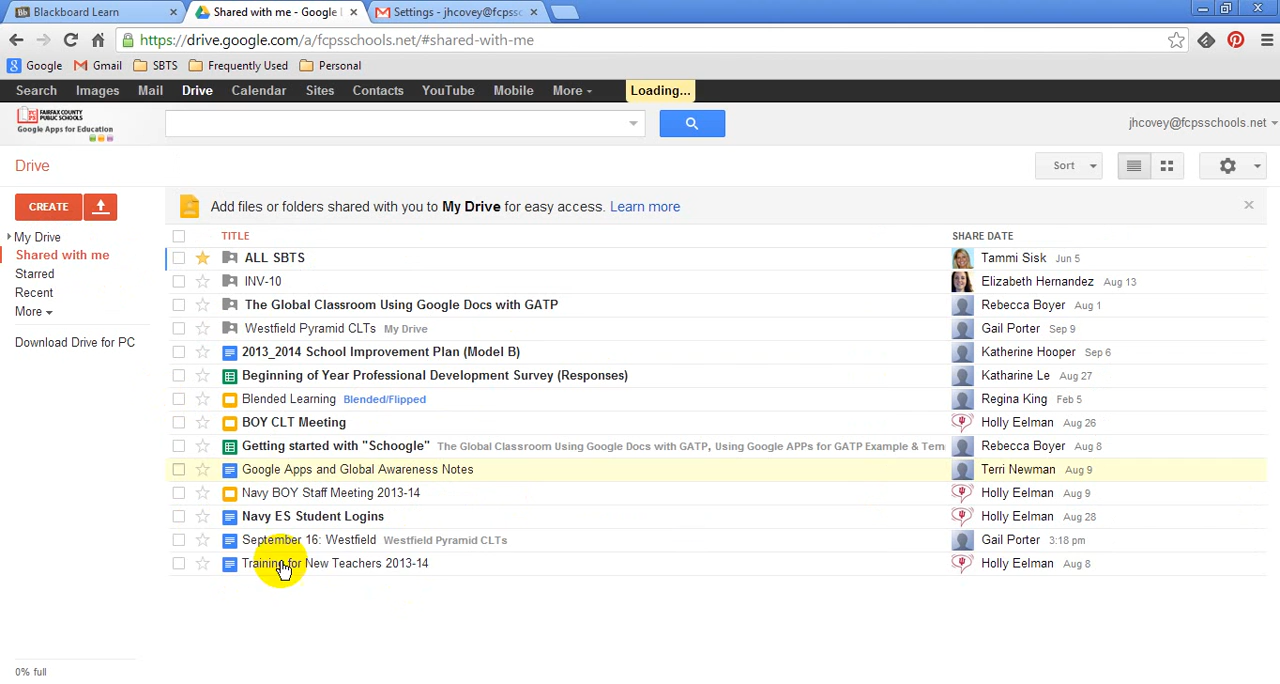 Blackboard Learn
Shared with me - Google
Settings - jhcovey@fcpssc
https://drive.google.com/a/fcpsschools.net/#shared-with-me
Google Gmail SBTS Frequently Used Personal
Search Images Mail Drive Calendar Sites Contacts YouTube Mobile More Loading...
FAIRFAX COUNTY
PUBLIC SCHOOLS
Google Apps for Education
jhcovey@fcpsschools.net
Drive
Sort
CREATE
Add files or folders shared with you to My Drive for easy access. Learn more
My Drive
Shared with me
Starred
Recent
More
Download Drive for PC
TITLE SHARE DATE
ALL SBTS Tammi Sisk Jun 5
INV-10 Elizabeth Hernandez Aug 13
The Global Classroom Using Google Docs with GATP Rebecca Boyer Aug 1
Westfield Pyramid CLTs My Drive Gail Porter Sep 9
2013_2014 School Improvement Plan (Model B) Katherine Hooper Sep 6
Beginning of Year Professional Development Survey (Responses) Katharine Le Aug 27
Blended Learning Blended/Flipped Regina King Feb 5
BOY CLT Meeting Holly Eelman Aug 26
Getting started with "Schoogle" The Global Classroom Using Google Docs with GATP, Using Google APPs for GATP Example & Tem Rebecca Boyer Aug 8
Google Apps and Global Awareness Notes Terri Newman Aug 9
Navy BOY Staff Meeting 2013-14 Holly Eelman Aug 9
Navy ES Student Logins Holly Eelman Aug 28
September 16: Westfield Westfield Pyramid CLTs Gail Porter 3:18 pm
Training for New Teachers 2013-14 Holly Eelman Aug 8
0% full